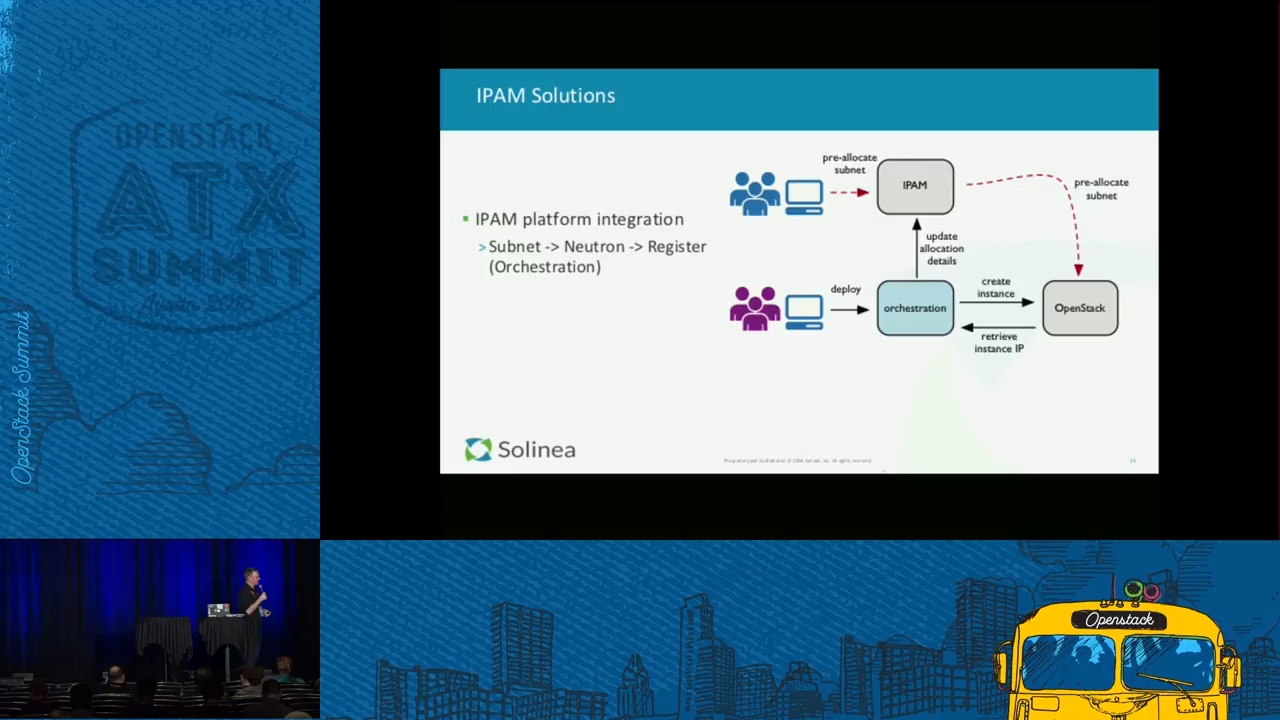 OPENSTACK
ATX
SUMMIT
OpenStack Summit
IPAM Solutions
IPAM platform integration
Subnet -> Neutron -> Register
(Orchestration)
pre-allocate
subnet
IPAM
pre-allocate
subnet
update
allocation
details
deploy
orchestration
create
instance
OpenStack
retrieve
instance IP
Solinea
Openstack